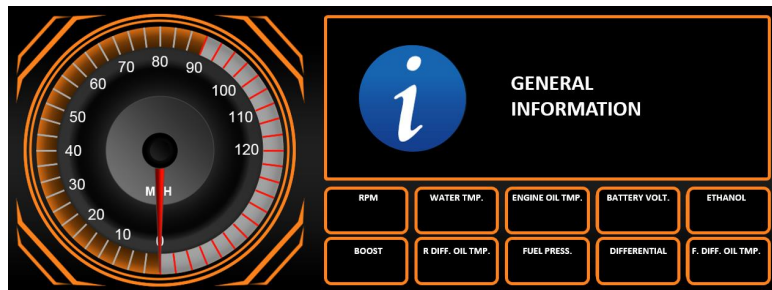 80
70
90
60
100
50
110
40
120
30
MPH
20
10
0
i
GENERAL
INFORMATION
RPM
WATER TMP.
ENGINE OIL TMP.
BATTERY VOLT.
ETHANOL
BOOST
R DIFF. OIL TMP.
FUEL PRESS.
DIFFERENTIAL
F. DIFF. OIL TMP.